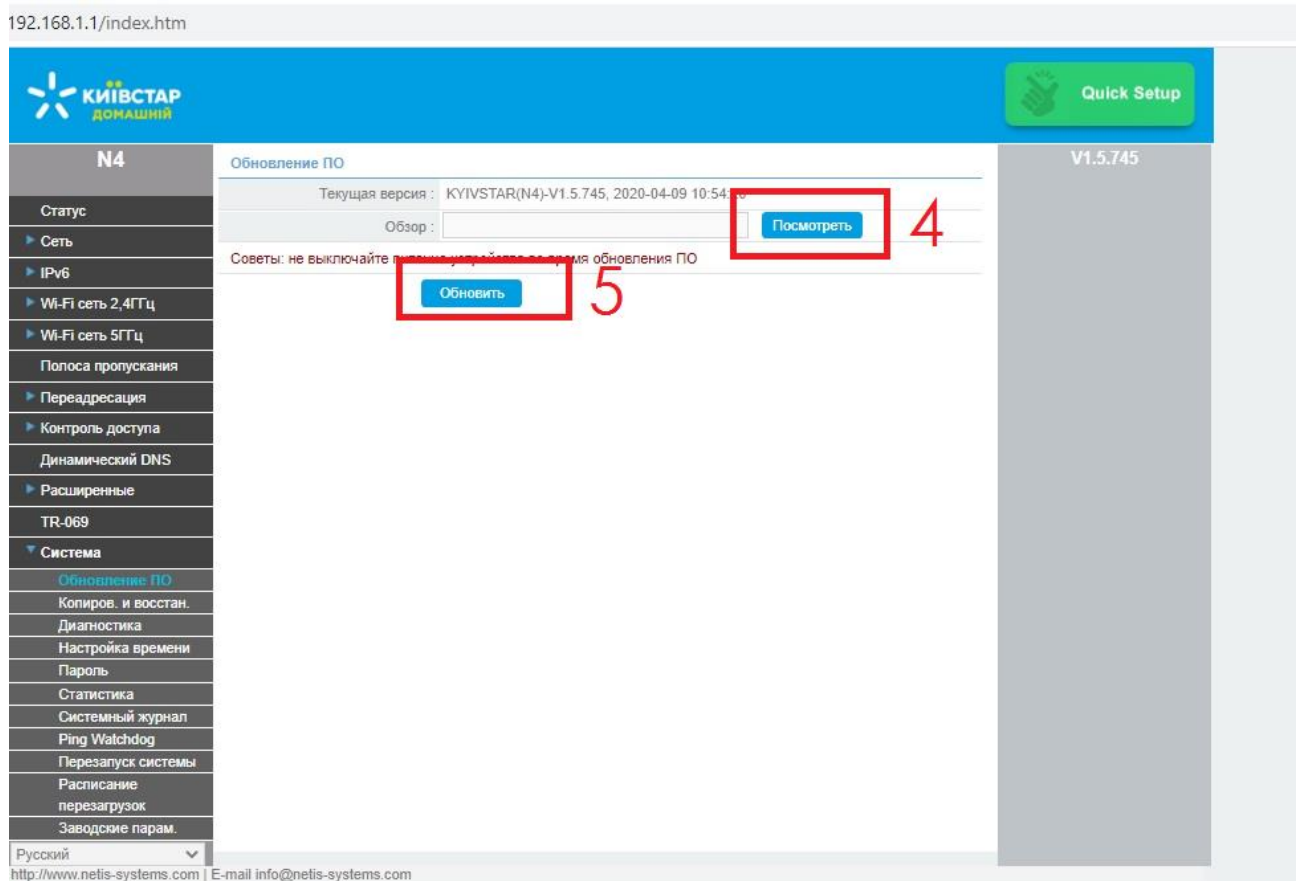 192.168.1.1/index.htm
КИЇВСТАР
ДОМАШНІЙ
Quick Setup
N4
V1.5.745
Обновление ПО
Текущая версия : KYIVSTAR(N4)-V1.5.745, 2020-04-09 10:54:
Обзор :
Посмотреть
4
Советы: не выключайте питание устройства во время обновления ПО
Обновить
5
Статус
Сеть
IPv6
Wi-Fi сеть 2,4ГГц
Wi-Fi сеть 5ГГц
Полоса пропускания
Переадресация
Контроль доступа
Динамический DNS
Расширенные
TR-069
Система
Обновление ПО
Копиров. и восстан.
Диагностика
Настройка времени
Пароль
Статистика
Системный журнал
Ping Watchdog
Перезапуск системы
Расписание
перезагрузок
Заводские парам.
Русский
http://www.netis-systems.com | E-mail info@netis-systems.com